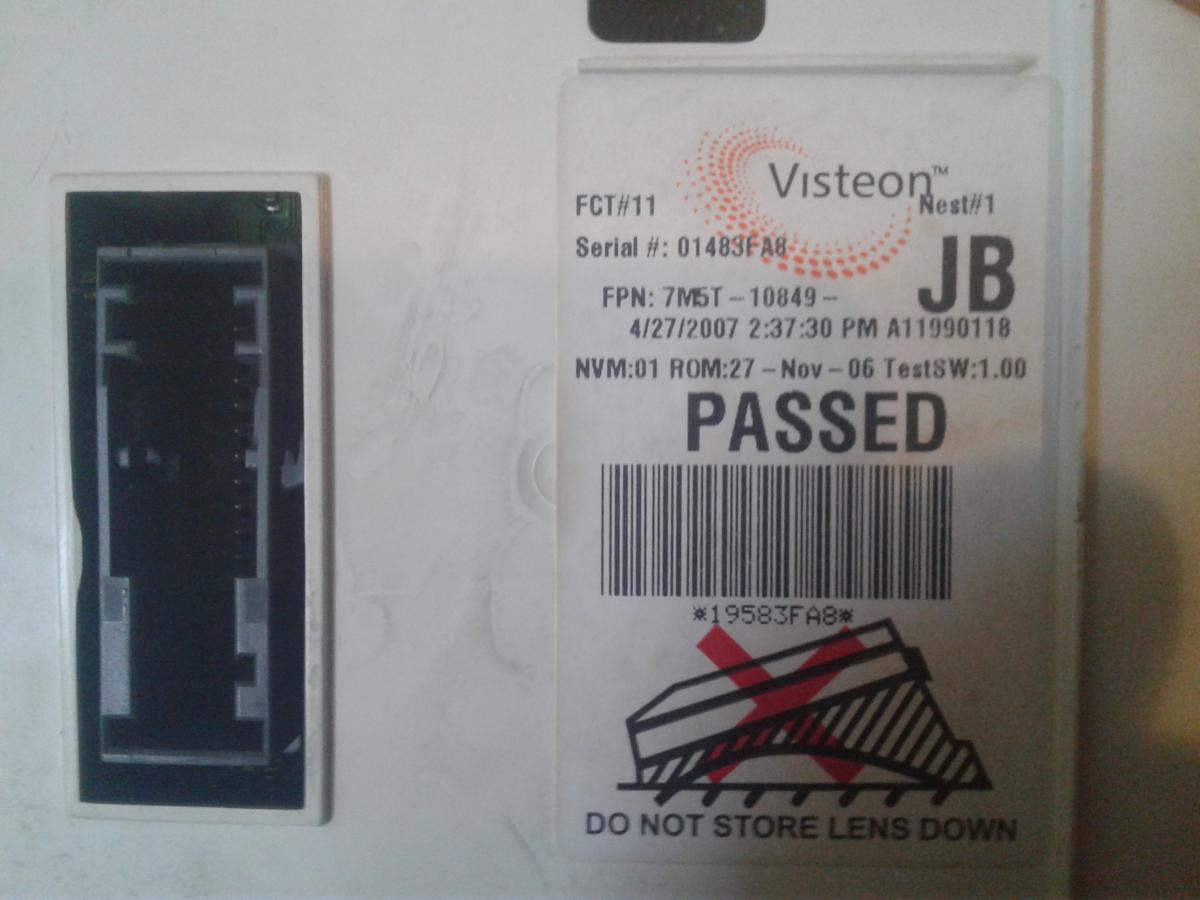 Visteon™
FCT#11 Nest#1
Serial #: 01483FA8
JB
FPN: 7M5T-10849-
4/27/2007 2:37:30 PM A11990118
NVM:01 ROM:27-Nov-06 TestSW:1.00
PASSED
*19583FA8*
DO NOT STORE LENS DOWN